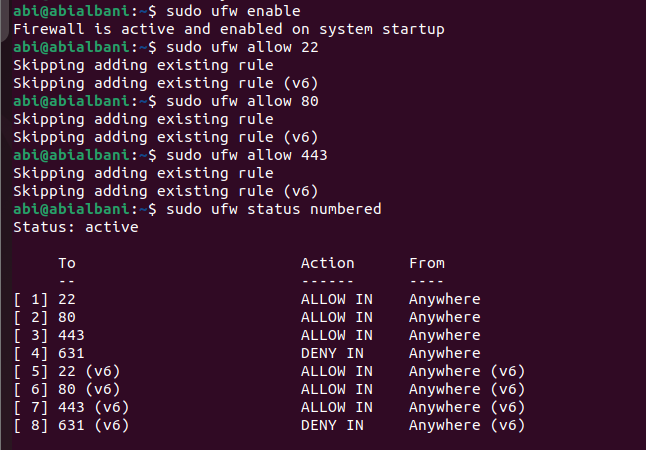 abi@abialbani:~$ sudo ufw enable
Firewall is active and enabled on system startup
abi@abialbani:~$ sudo ufw allow 22
Skipping adding existing rule
Skipping adding existing rule (v6)
abi@abialbani:~$ sudo ufw allow 80
Skipping adding existing rule
Skipping adding existing rule (v6)
abi@abialbani:~$ sudo ufw allow 443
Skipping adding existing rule
Skipping adding existing rule (v6)
abi@abialbani:~$ sudo ufw status numbered
Status: active

     To                         Action      From
     --                         ------      ----
[ 1] 22                         ALLOW IN    Anywhere
[ 2] 80                         ALLOW IN    Anywhere
[ 3] 443                        ALLOW IN    Anywhere
[ 4] 631                        DENY IN     Anywhere
[ 5] 22 (v6)                    ALLOW IN    Anywhere (v6)
[ 6] 80 (v6)                    ALLOW IN    Anywhere (v6)
[ 7] 443 (v6)                   ALLOW IN    Anywhere (v6)
[ 8] 631 (v6)                   DENY IN     Anywhere (v6)